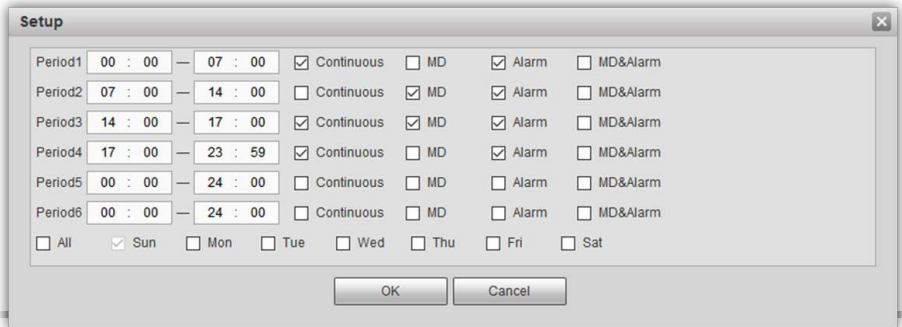 Setup
Period1 00 : 00 — 07 : 00 Continuous MD Alarm MD&Alarm
Period2 07 : 00 — 14 : 00 Continuous MD Alarm MD&Alarm
Period3 14 : 00 — 17 : 00 Continuous MD Alarm MD&Alarm
Period4 17 : 00 — 23 : 59 Continuous MD Alarm MD&Alarm
Period5 00 : 00 — 24 : 00 Continuous MD Alarm MD&Alarm
Period6 00 : 00 — 24 : 00 Continuous MD Alarm MD&Alarm
All Sun Mon Tue Wed Thu Fri Sat
OK Cancel